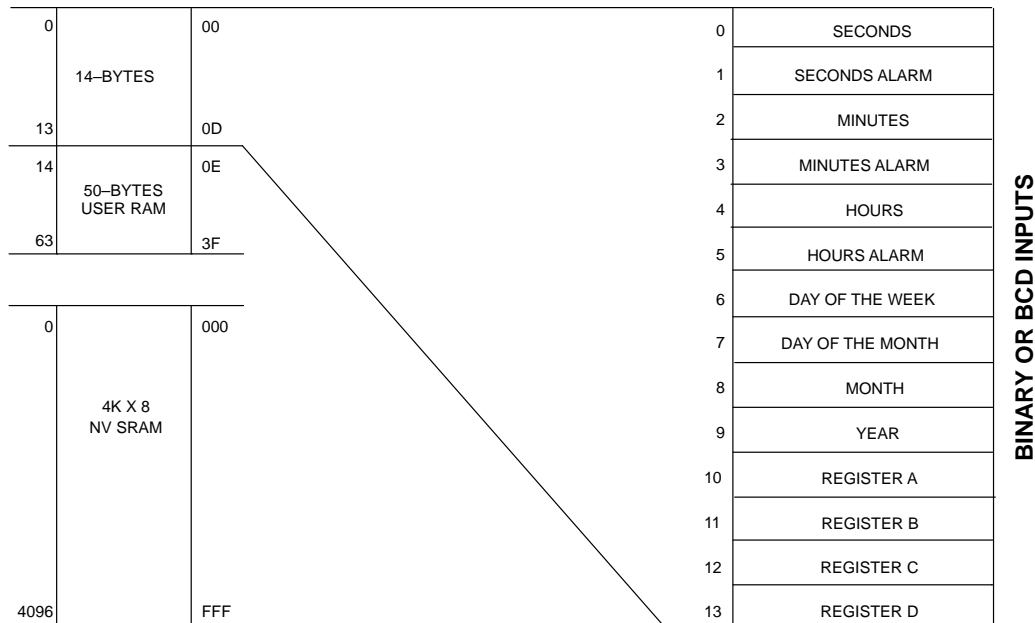 0 00
14–BYTES
13 0D
14 0E
50–BYTES
USER RAM
63 3F
0 000
4K X 8
NV SRAM
4096 FFF
0 SECONDS
1 SECONDS ALARM
2 MINUTES
3 MINUTES ALARM
4 HOURS
5 HOURS ALARM
6 DAY OF THE WEEK
7 DAY OF THE MONTH
8 MONTH
9 YEAR
10 REGISTER A
11 REGISTER B
12 REGISTER C
13 REGISTER D
BINARY OR BCD INPUTS